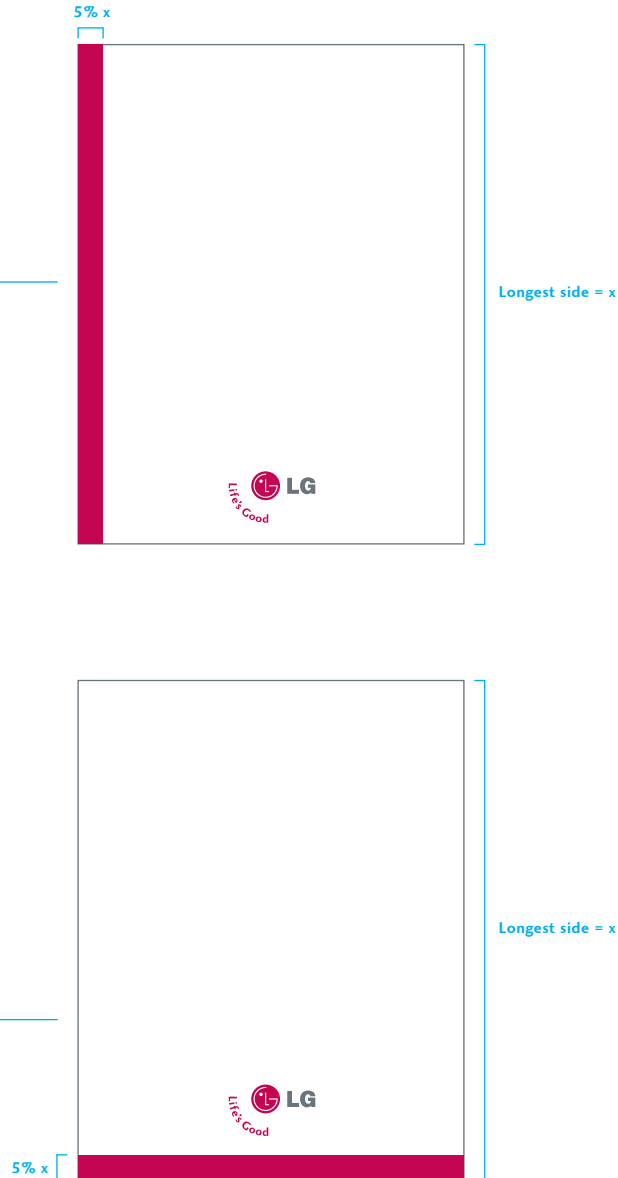 5% x
Longest side = x
LG
Life's Good
Longest side = x
LG
Life's Good
5% x